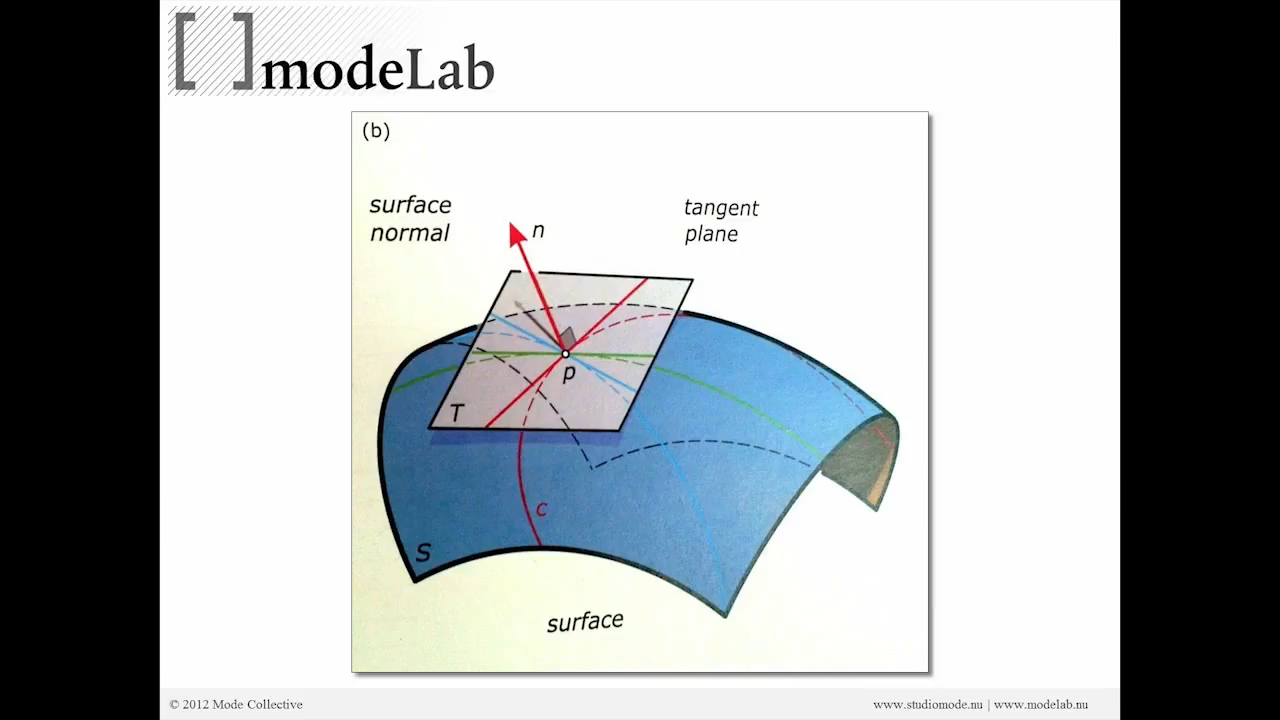 [ ] modeLab
(b)
surface
normal
tangent
plane
n
p
T
c
S
surface
© 2012 Mode Collective
www.studiomode.nu | www.modelab.nu